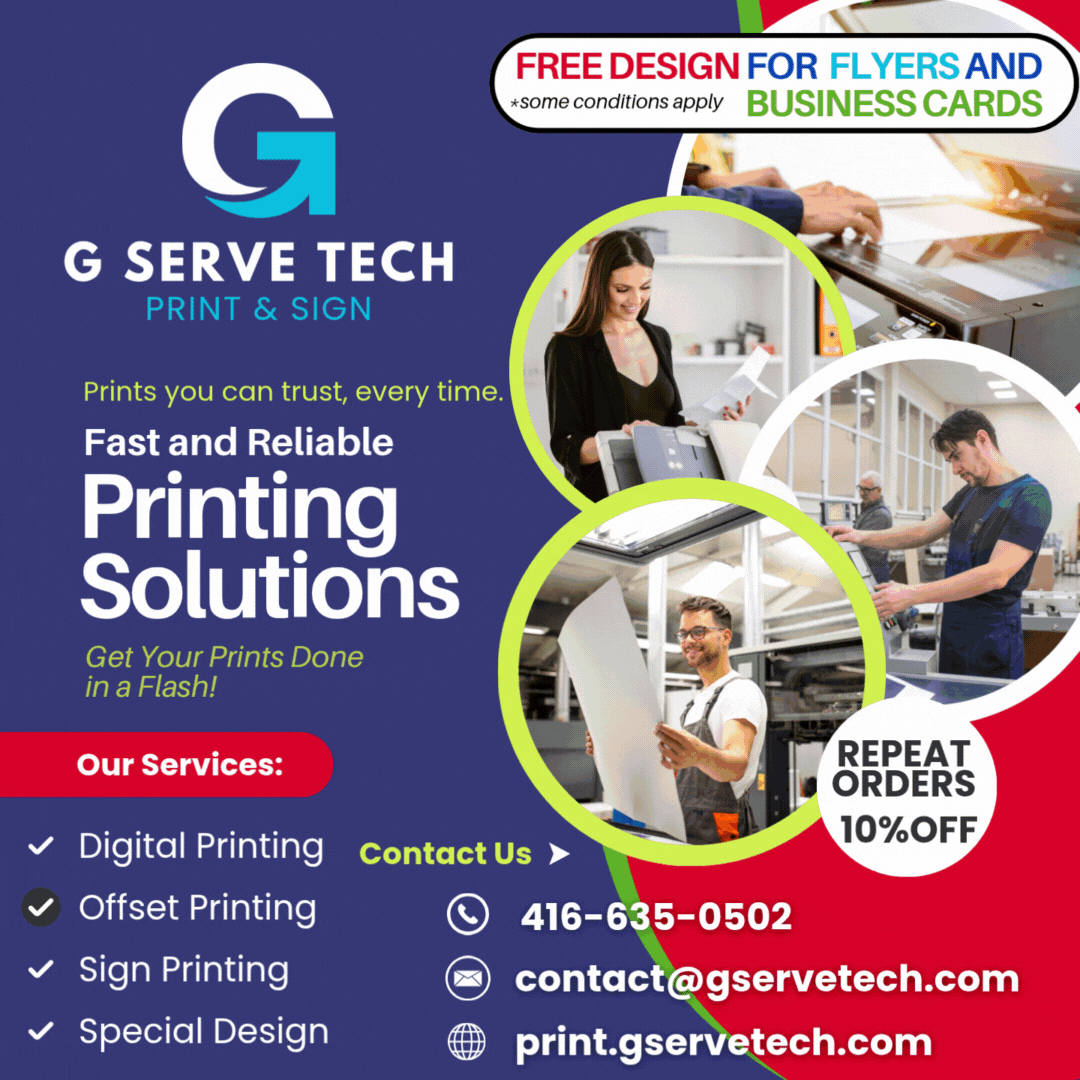 FREE DESIGN FOR FLYERS AND
*some conditions apply
BUSINESS CARDS
G SERVE TECH
PRINT & SIGN
Prints you can trust, every time.
Fast and Reliable
Printing
Solutions
Get Your Prints Done
in a Flash!
Our Services:
Digital Printing
Offset Printing
Sign Printing
Special Design
REPEAT
ORDERS
10%OFF
Contact Us
416-635-0502
contact@gservetech.com
print.gservetech.com